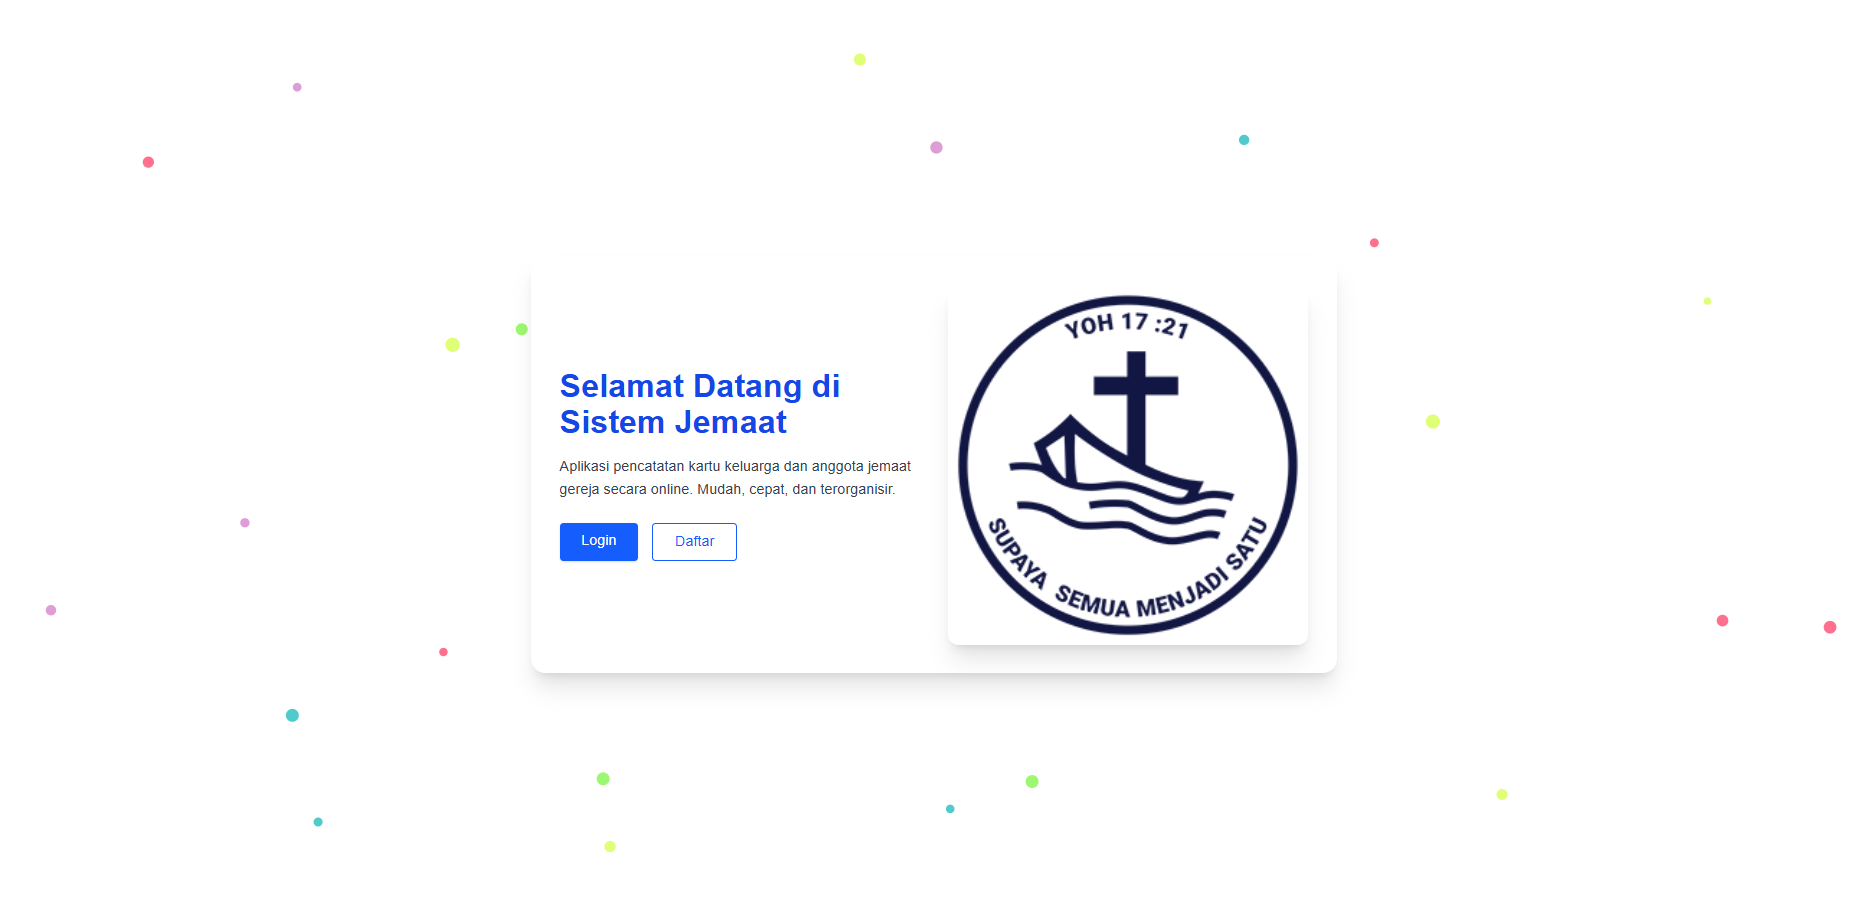 Selamat Datang di
Sistem Jemaat
Aplikasi pencatatan kartu keluarga dan anggota jemaat
gereja secara online. Mudah, cepat, dan terorganisir.
Login
Daftar
YOH 17 :21
SUPAYA SEMUA MENJADI SATU